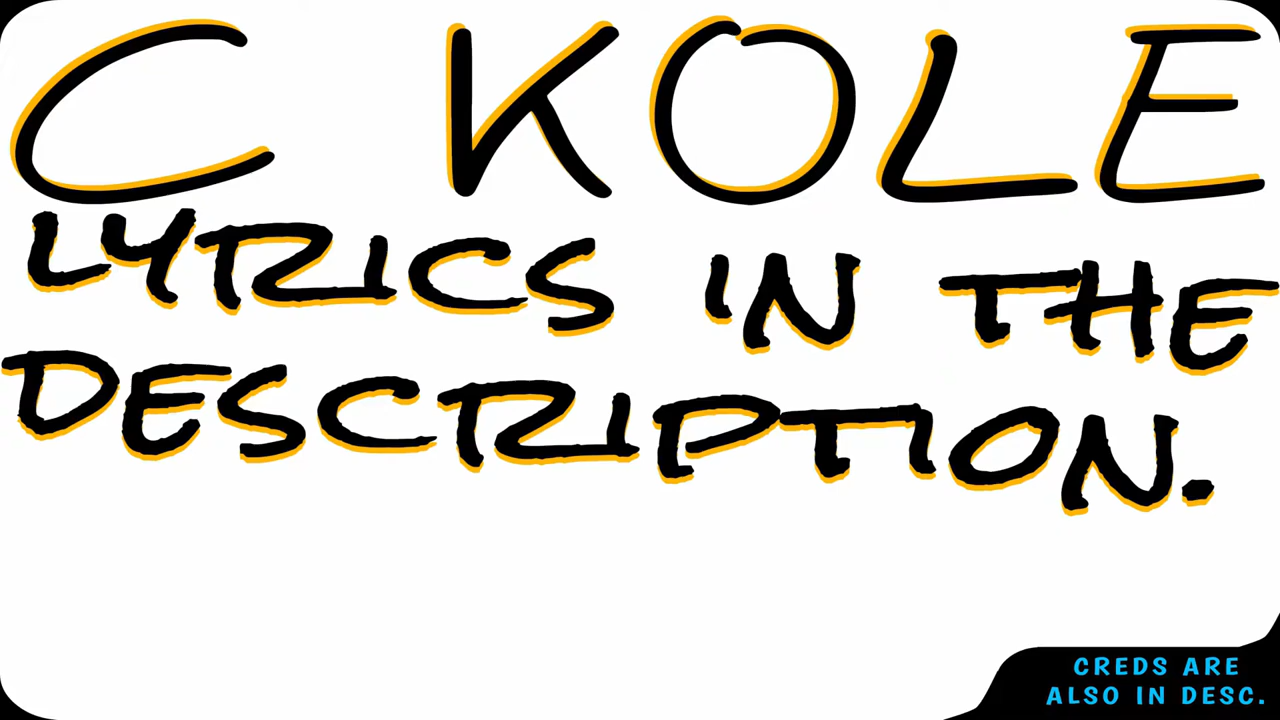 C KOLE
LYRICS IN THE
DESCRIPTION.
CREDS ARE
ALSO IN DESC.